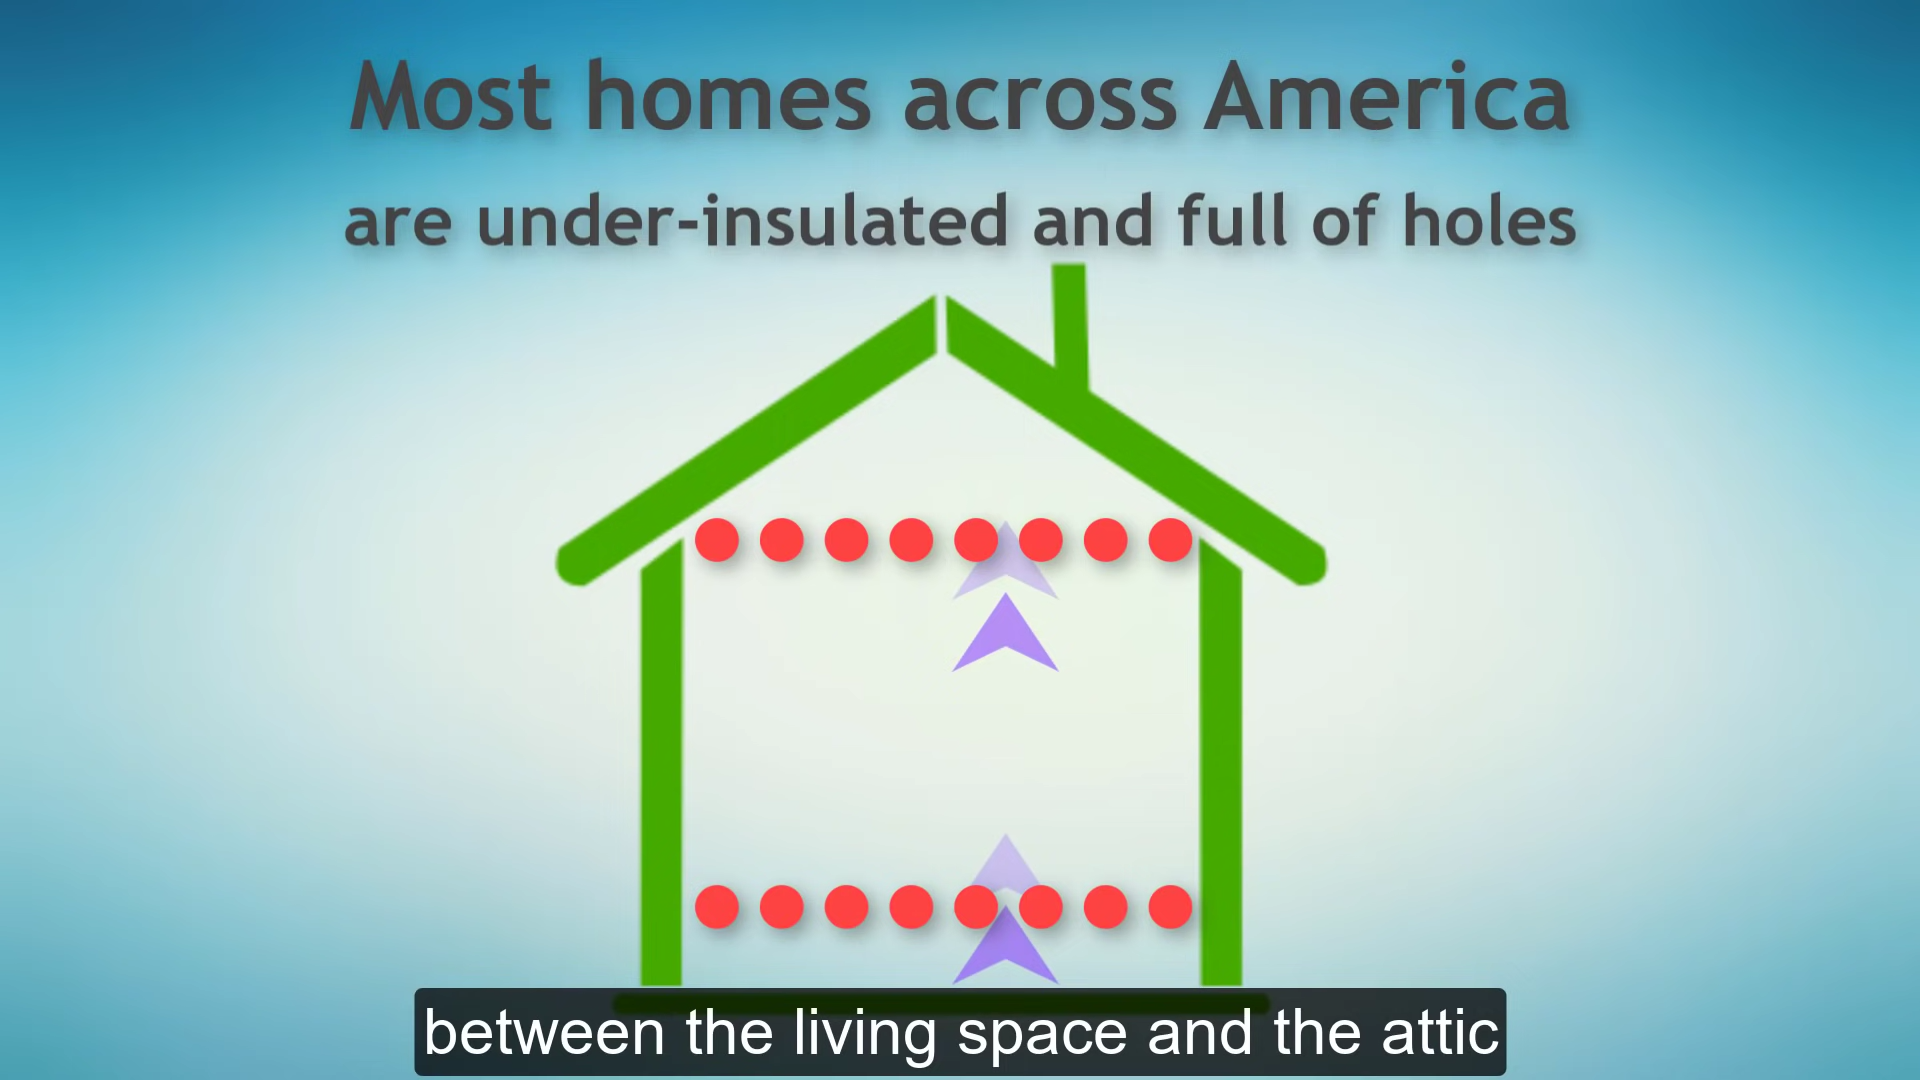 Most homes across America
are under-insulated and full of holes
between the living space and the attic